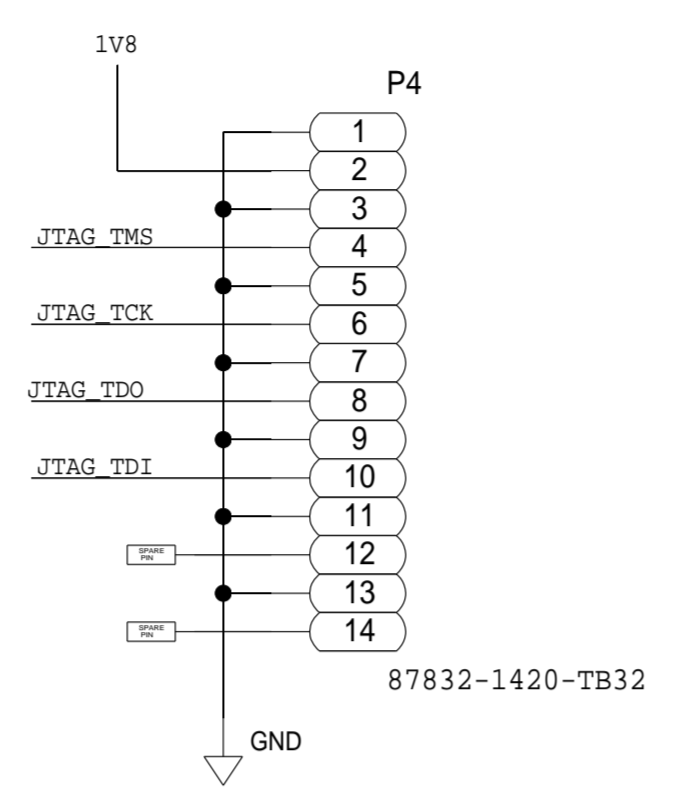 1V8
P4
1
2
3
JTAG_TMS
4
5
JTAG_TCK
6
7
JTAG_TDO
8
9
JTAG_TDI
10
11
SPARE
PIN
12
13
SPARE
PIN
14
87832-1420-TB32
GND